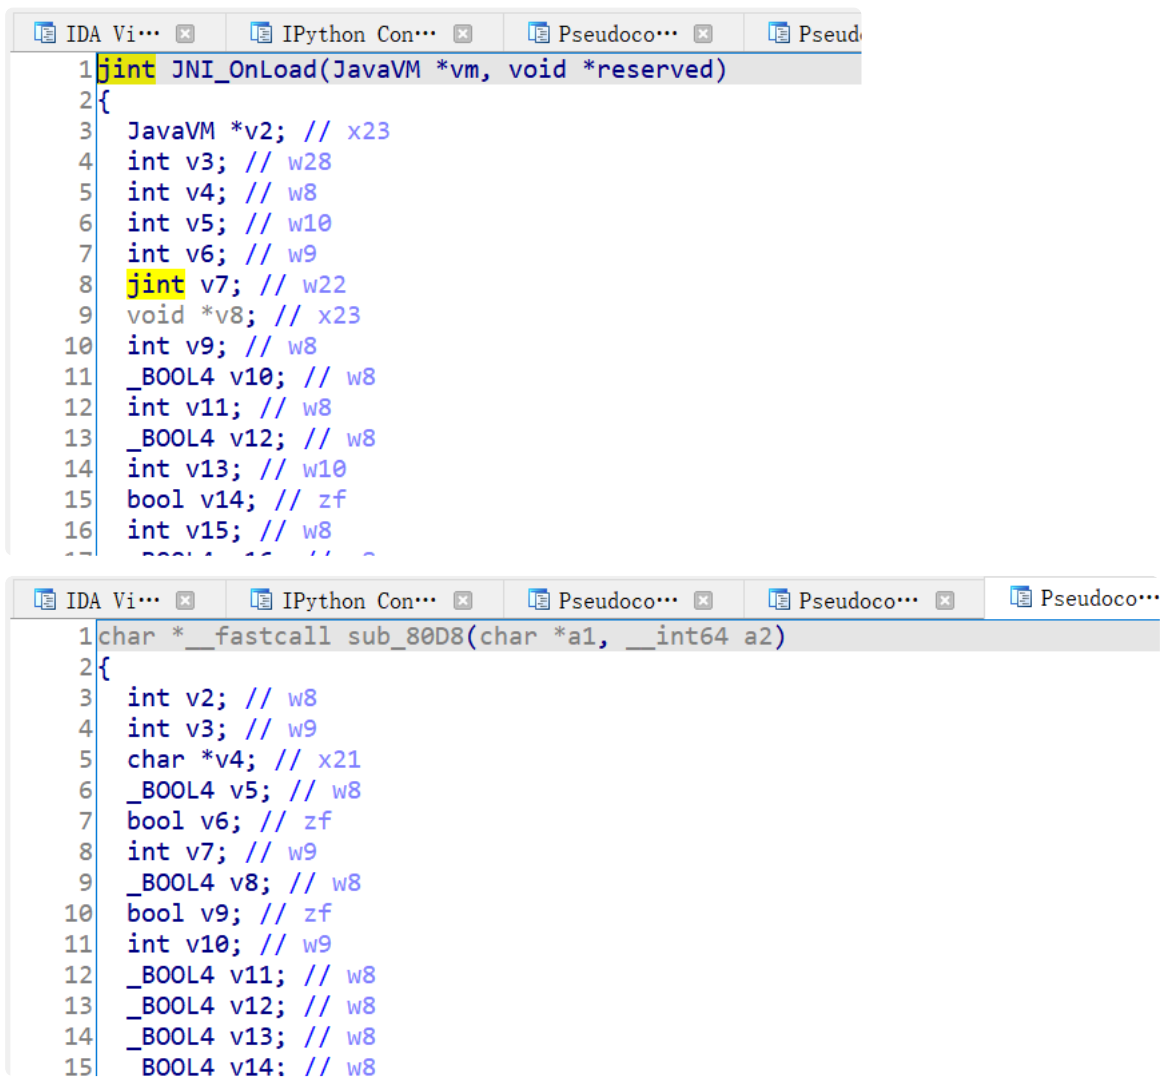 IDA Vi··· IPython Con··· Pseudoco··· Pseud
1 jint JNI_OnLoad(JavaVM *vm, void *reserved)
2 {
3 JavaVM *v2; // x23
4 int v3; // w28
5 int v4; // w8
6 int v5; // w10
7 int v6; // w9
8 jint v7; // w22
9 void *v8; // x23
10 int v9; // w8
11 _BOOL4 v10; // w8
12 int v11; // w8
13 _BOOL4 v12; // w8
14 int v13; // w10
15 bool v14; // zf
16 int v15; // w8
IDA Vi··· IPython Con··· Pseudoco··· Pseudoco··· Pseudoco···
1 char *__fastcall sub_80D8(char *a1, __int64 a2)
2 {
3 int v2; // w8
4 int v3; // w9
5 char *v4; // x21
6 _BOOL4 v5; // w8
7 bool v6; // zf
8 int v7; // w9
9 _BOOL4 v8; // w8
10 bool v9; // zf
11 int v10; // w9
12 _BOOL4 v11; // w8
13 _BOOL4 v12; // w8
14 _BOOL4 v13; // w8
15 BOOL4 v14; // w8